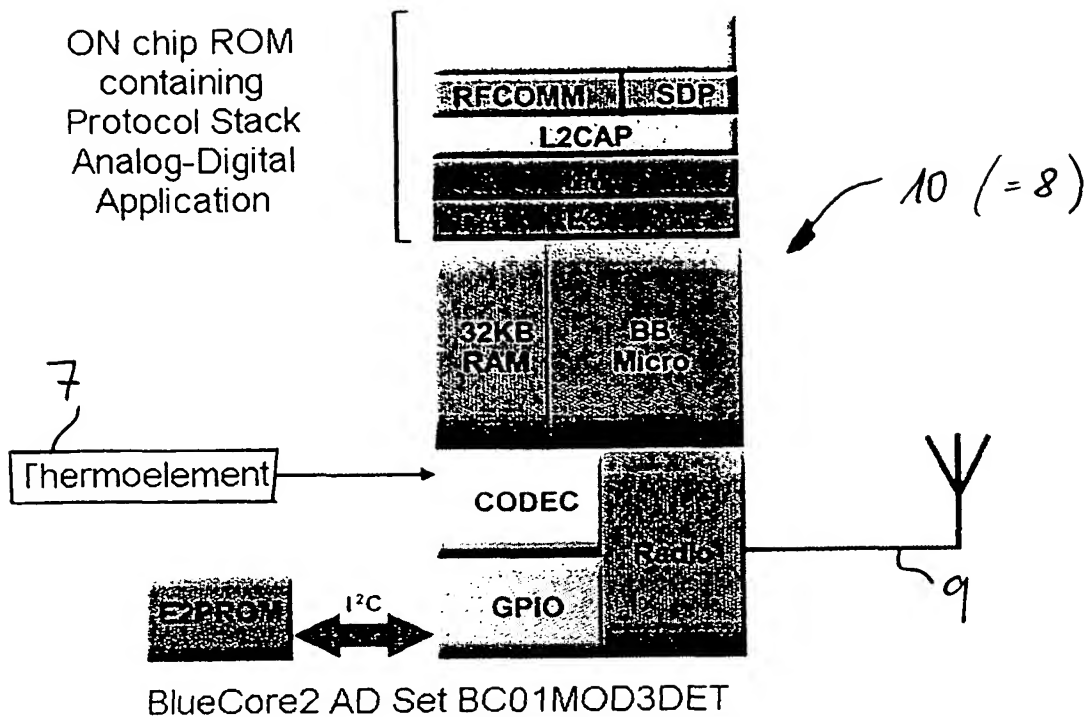 ON chip ROM
containing
Protocol Stack
Analog-Digital
Application
RFCOMM SDP
L2CAP
10 (=8)
32KB
RAM
BB
Micro
7
Thermoelement
CODEC
Radio
9
E2PROM
I²C
GPIO
BlueCore2 AD Set BC01MOD3DET